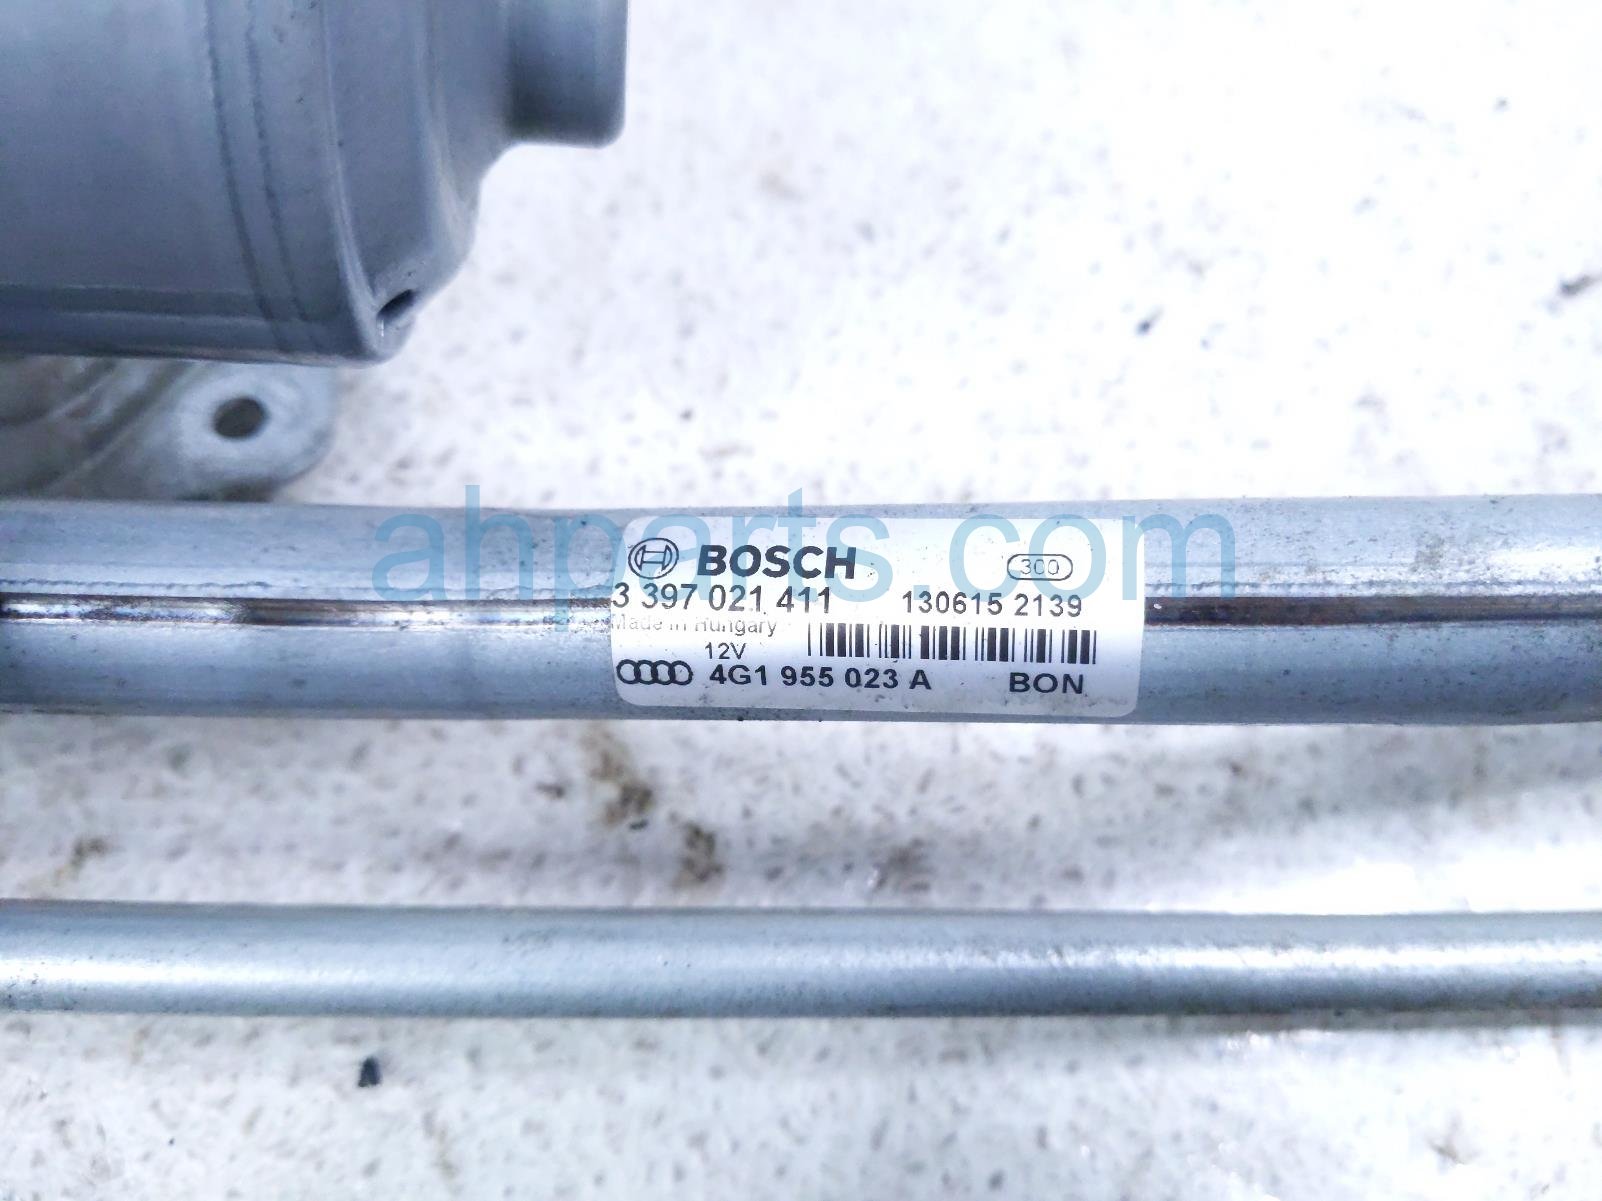 BOSCH 300
3 397 021 411 130615 2139
Made in Hungary
12V
4G1 955 023 A BON
ahparts.com